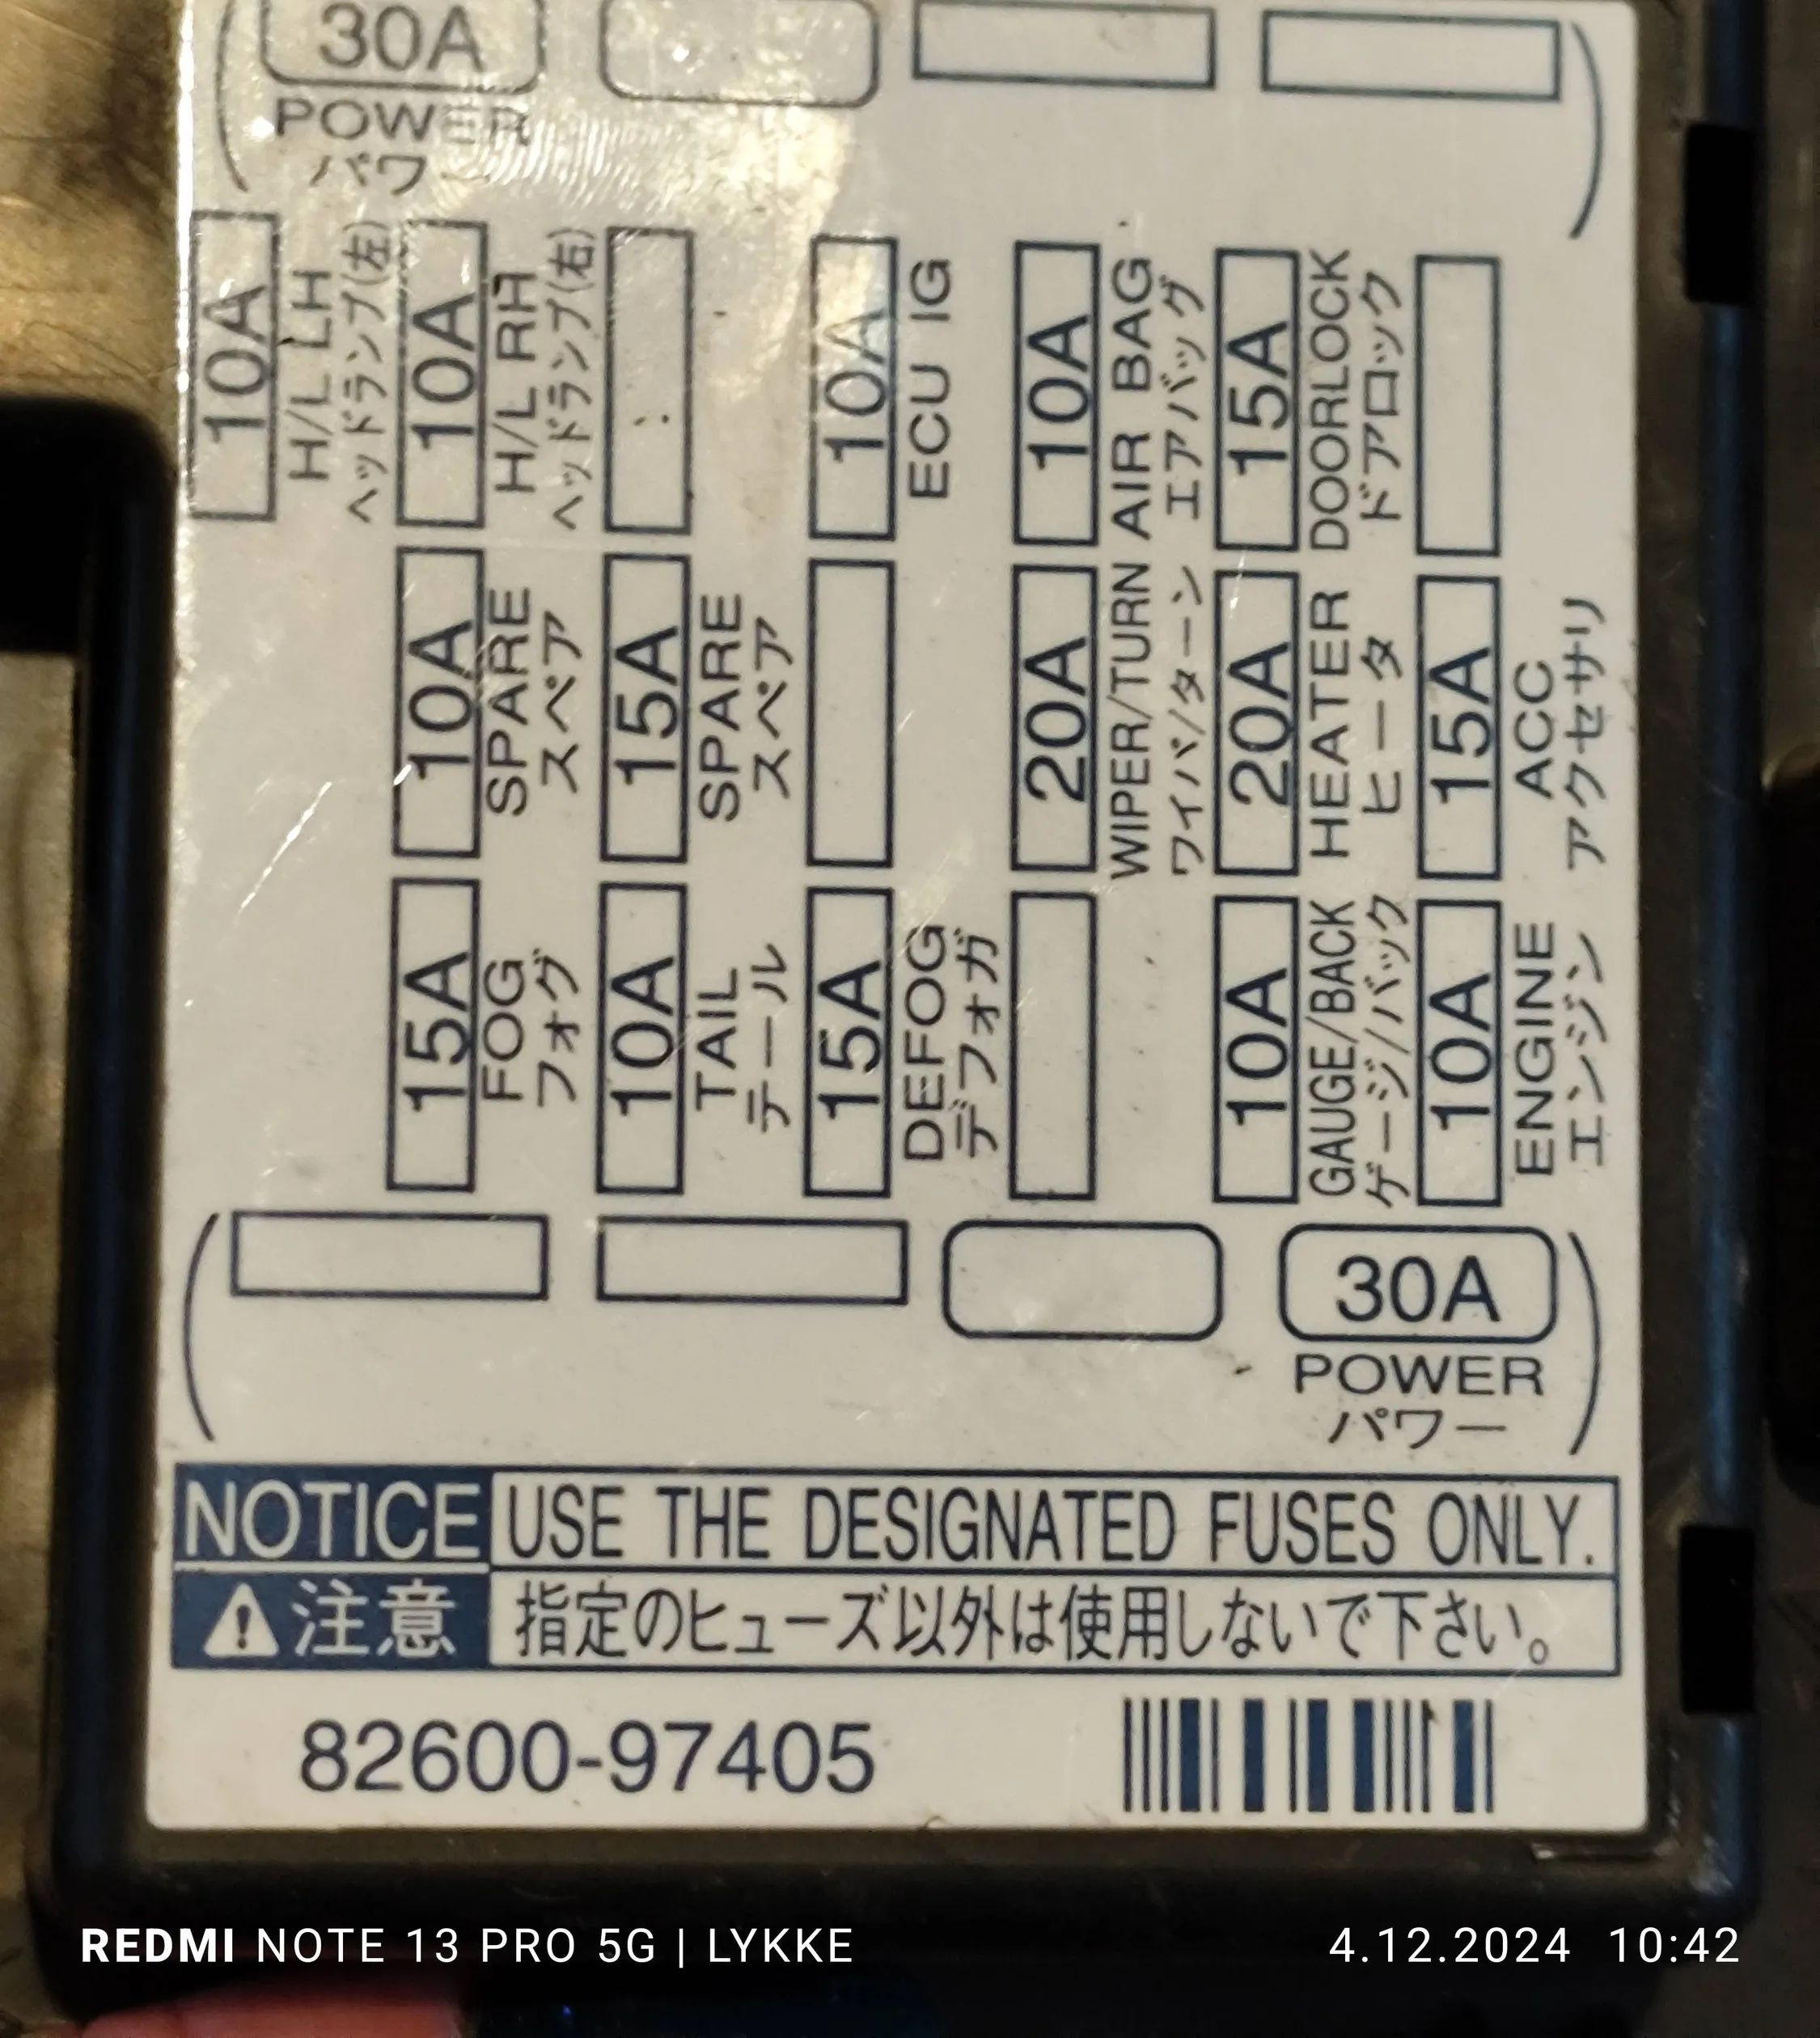 30A
POWER
パワー
10A
H/L LH
ヘッドランプ(左)
10A
H/L RH
ヘッドランプ(右)
10A
ECU IG
10A
AIR BAG
エアバッグ
15A
DOORLOCK
ドアロック
10A
SPARE
スペア
15A
SPARE
スペア
20A
WIPER/TURN
ワイパ/ターン
20A
HEATER
ヒータ
15A
ACC
アクセサリ
15A
FOG
フォグ
10A
TAIL
テール
15A
DEFOG
デフォガ
10A
GAUGE/BACK
ゲージ/バック
10A
ENGINE
エンジン
30A
POWER
パワー
NOTICE USE THE DESIGNATED FUSES ONLY.
注意 指定のヒューズ以外は使用しないで下さい。
82600-97405
REDMI NOTE 13 PRO 5G | LYKKE
4.12.2024 10:42